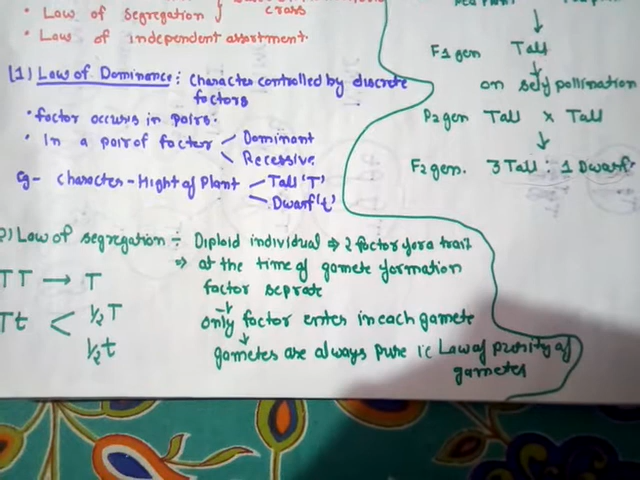 • Law of segregation
cross
• Law of independent assortment.
(1) Law of Dominance: Character controlled by discrete
factors
• factor occurs in pairs.
• In a pair of factor < Dominant
Recessive
eg- Character - Hight of Plant - Tall 'T'
Dwarf 't'
F1 gen Tall
on self pollination
P2 gen Tall x Tall
F2 gen. 3 Tall : 1 Dwarf
2) Law of segregation ÷ Diploid individual ⇒ 2 factor for a trait
⇒ at the time of gamete formation
factor seprate
only factor enters in each gamete
gametes are always pure i.e Law of purity of
gametes
TT → T
Tt < 1/2 T
1/2 t